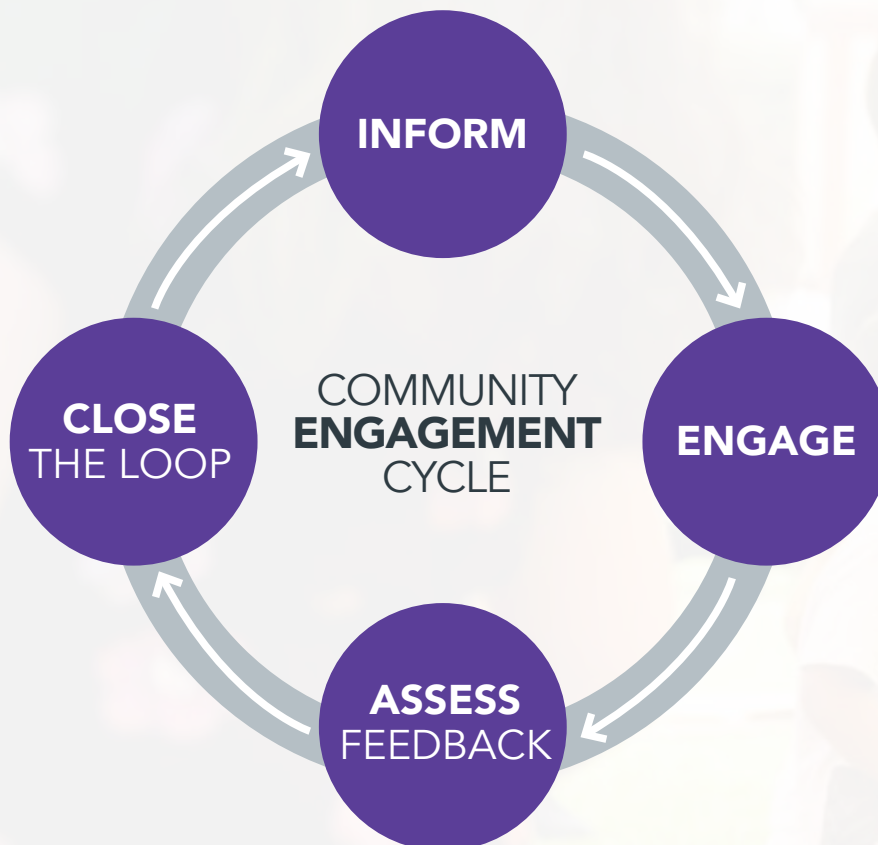 INFORM
ENGAGE
ASSESS
FEEDBACK
CLOSE
THE LOOP
COMMUNITY
ENGAGEMENT
CYCLE